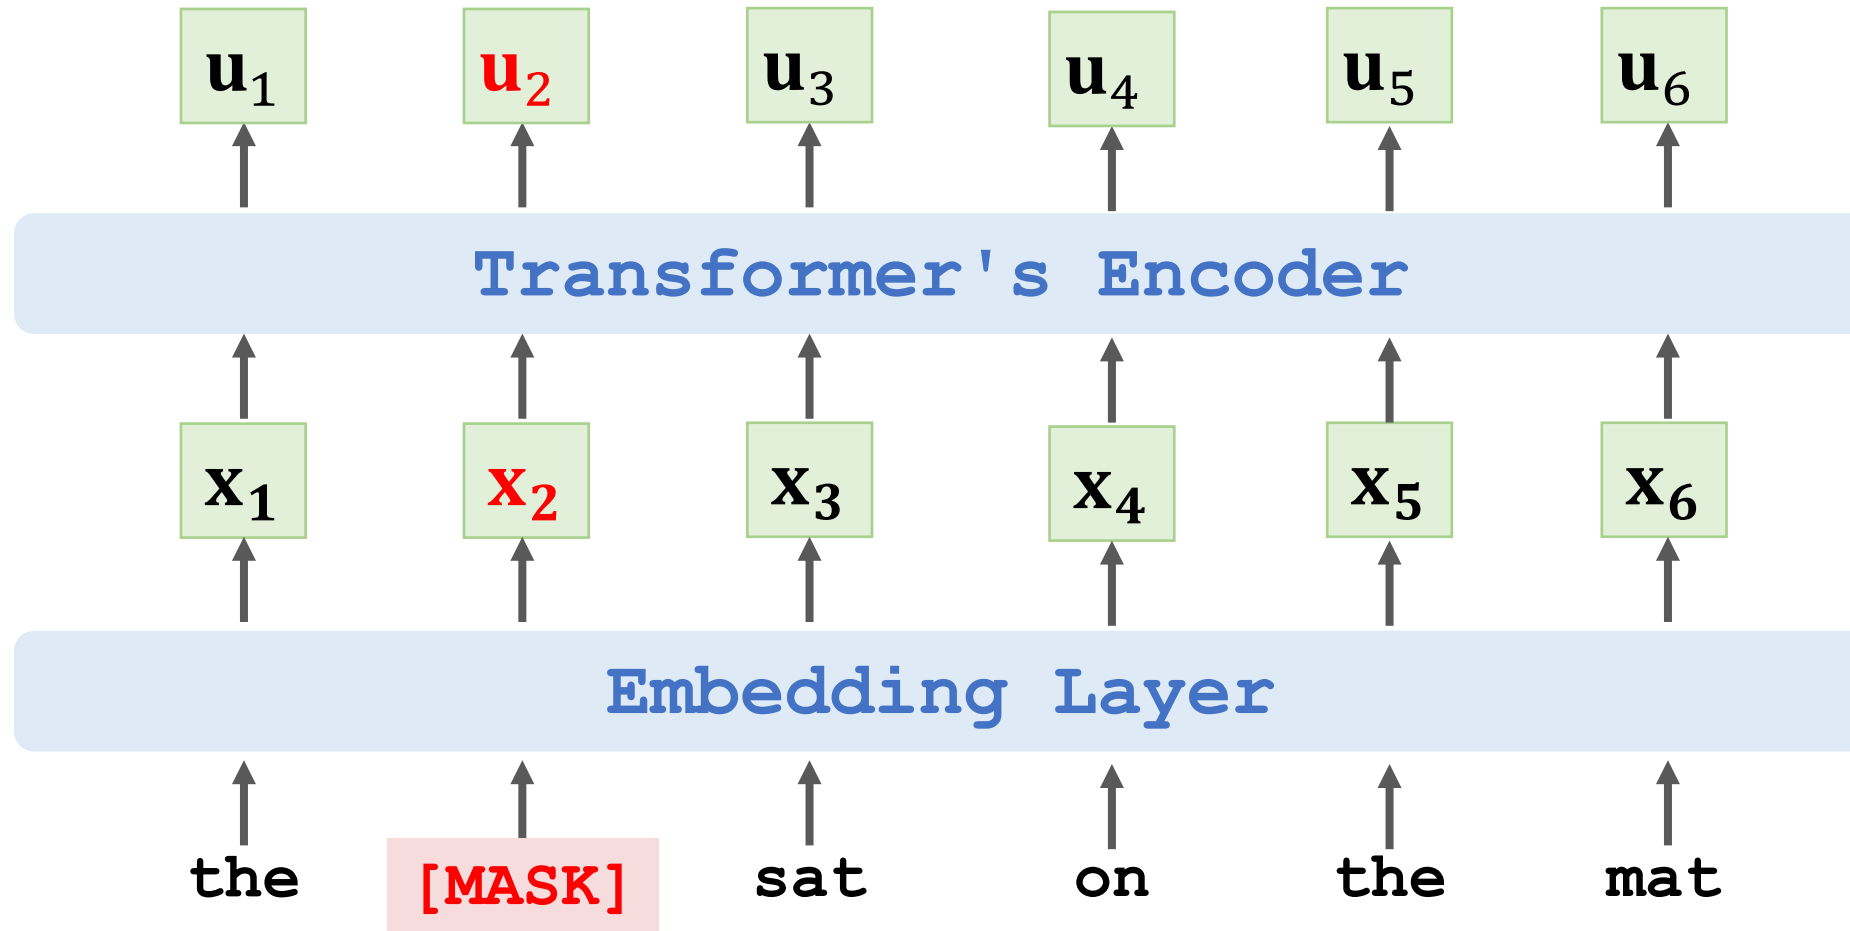 u₁ u₂ u₃ u₄ u₅ u₆
Transformer's Encoder
x₁ x₂ x₃ x₄ x₅ x₆
Embedding Layer
the [MASK] sat on the mat